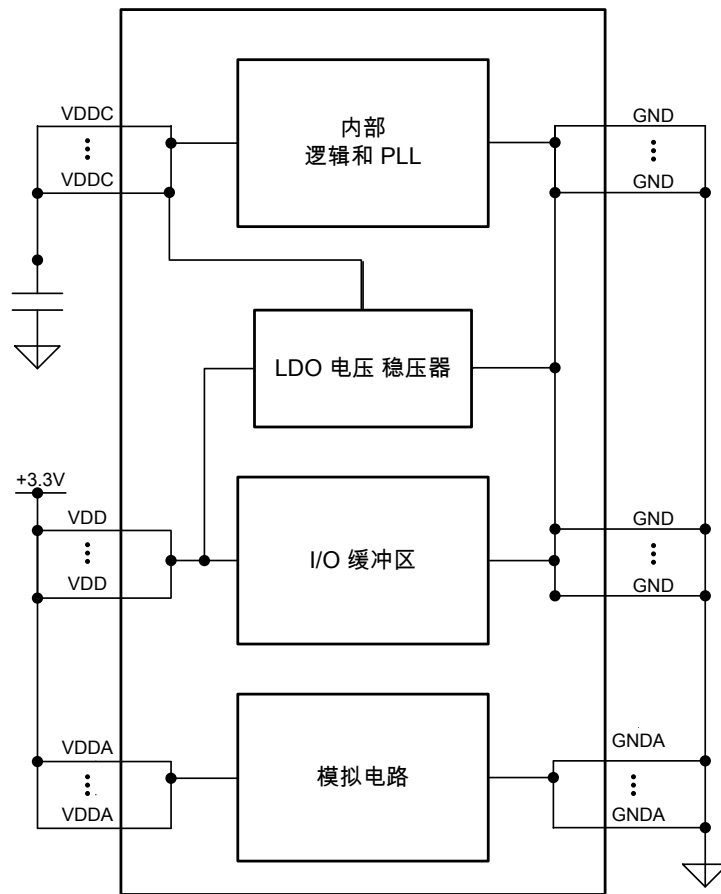 VDDC
VDDC
内部
逻辑和 PLL
GND
GND
LDO 电压 稳压器
+3.3V
VDD
VDD
I/O 缓冲区
GND
GND
VDDA
VDDA
模拟电路
GNDA
GNDA